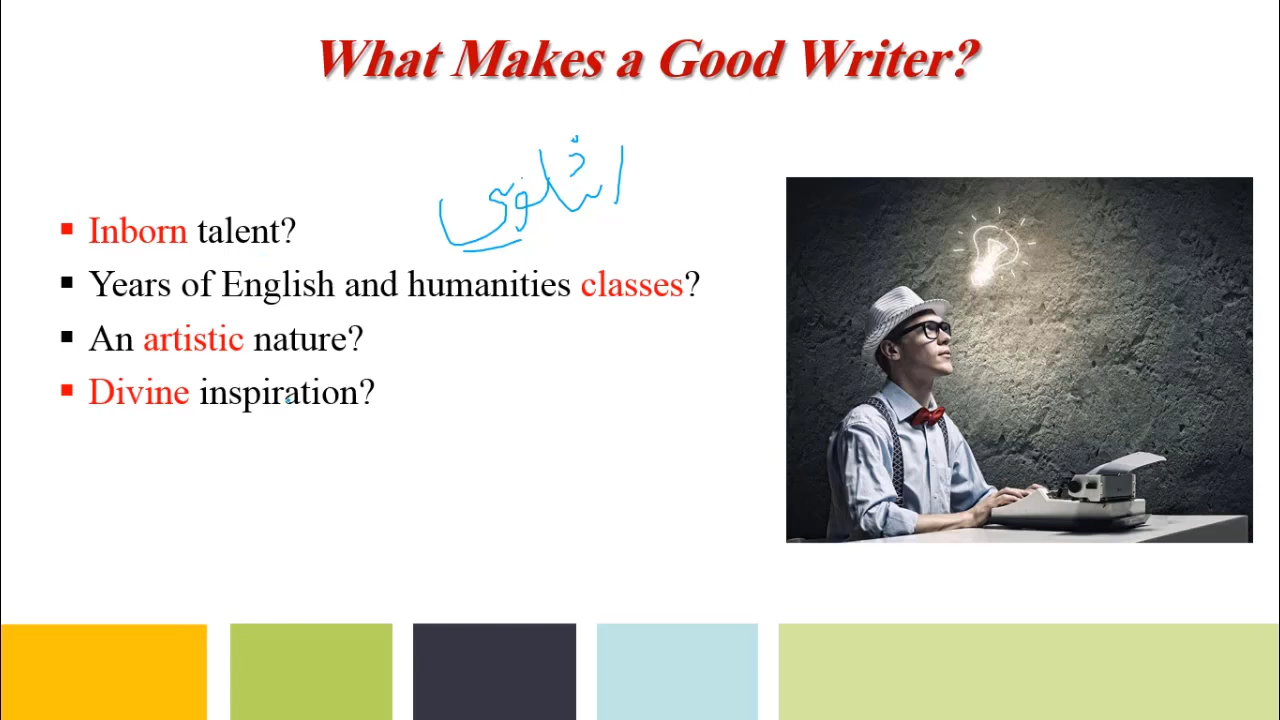 What Makes a Good Writer?
Inborn talent?
Years of English and humanities classes?
An artistic nature?
Divine inspiration?